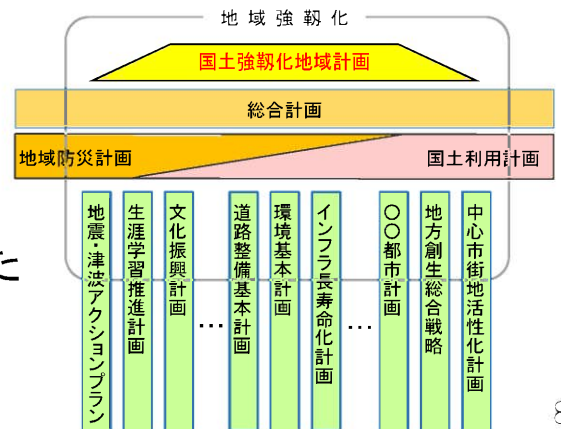 地域強靱化
国土強靱化地域計画
総合計画
地域防災計画
国土利用計画
地震・津波アクションプラン
生涯学習推進計画
文化振興計画
…
道路整備基本計画
環境基本計画
インフラ長寿命化計画
…
〇〇都市計画
地方創生総合戦略
中心市街地活性化計画
た
8